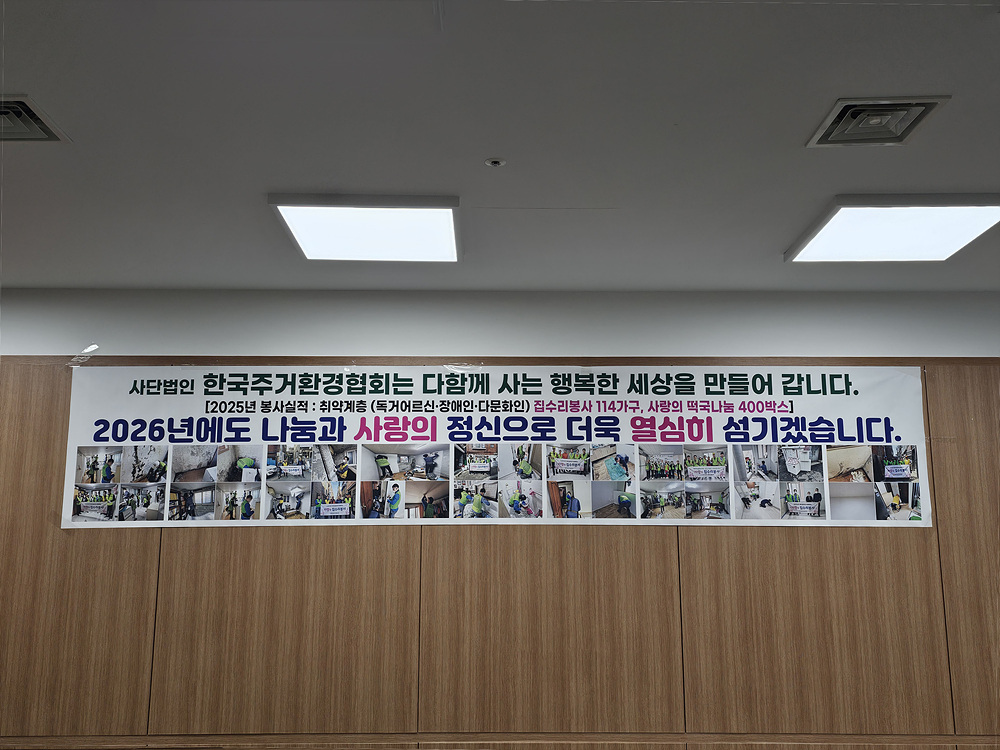 사단법인 한국주거환경협회는 다함께 사는 행복한 세상을 만들어 갑니다.
[2025년 봉사실적 : 취약계층 (독거어르신·장애인·다문화인) 집수리봉사 114가구, 사랑의 떡국나눔 400박스]
2026년에도 나눔과 사랑의 정신으로 더욱 열심히 섬기겠습니다.